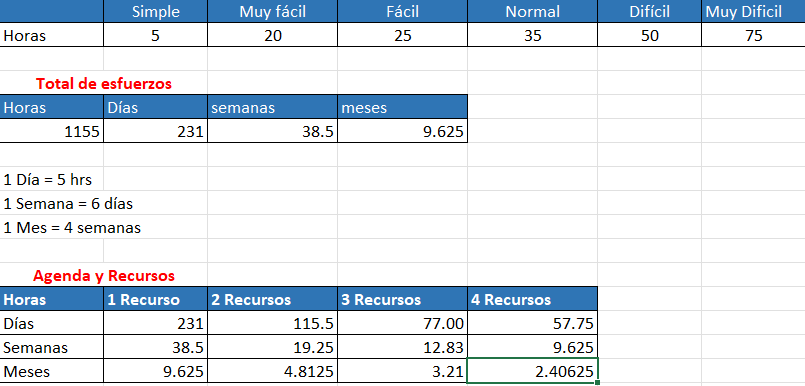 Simple Muy fácil Fácil Normal Difícil Muy Dificil
Horas 5 20 25 35 50 75
Total de esfuerzos
Horas Días semanas meses
1155 231 38.5 9.625
1 Día = 5 hrs
1 Semana = 6 días
1 Mes = 4 semanas
Agenda y Recursos
Horas 1 Recurso 2 Recursos 3 Recursos 4 Recursos
Días 231 115.5 77.00 57.75
Semanas 38.5 19.25 12.83 9.625
Meses 9.625 4.8125 3.21 2.40625